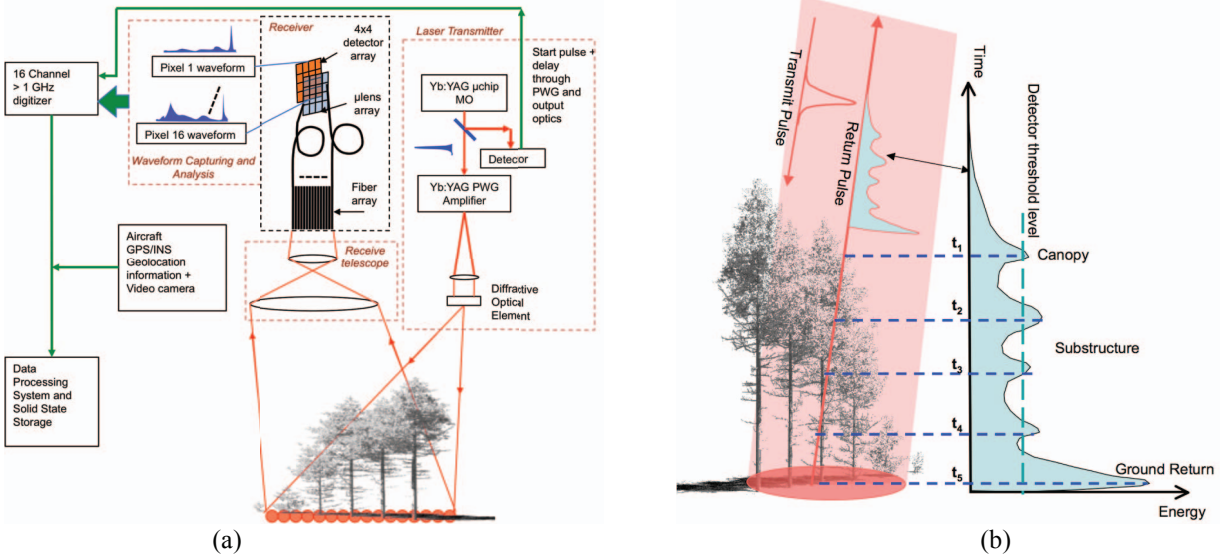 Receiver
4x4
detector
array
Pixel 1 waveform
16 Channel
> 1 GHz
digitizer
Pixel 16 waveform
µlens
array
Waveform Capturing and
Analysis
Fiber
array
Laser Transmitter
Start pulse +
delay
through
PWG and
output
optics
Yb:YAG µchip
MO
Detecor
Yb:YAG PWG
Amplifier
Aircraft
GPS/INS
Geolocation
information +
Video camera
Receive
telescope
Diffractive
Optical
Element
Data
Processing
System and
Solid State
Storage
(a)
Transmit Pulse
Return Pulse
Time
Detector threshold
level
t1
Canopy
t2
Substructure
t3
t4
t5
Ground Return
Energy
(b)